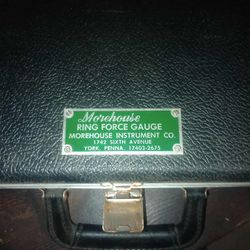 Morehouse
RING FORCE GAUGE
MOREHOUSE INSTRUMENT CO.
1742 SIXTH AVENUE
YORK, PENNA. 17403-2675